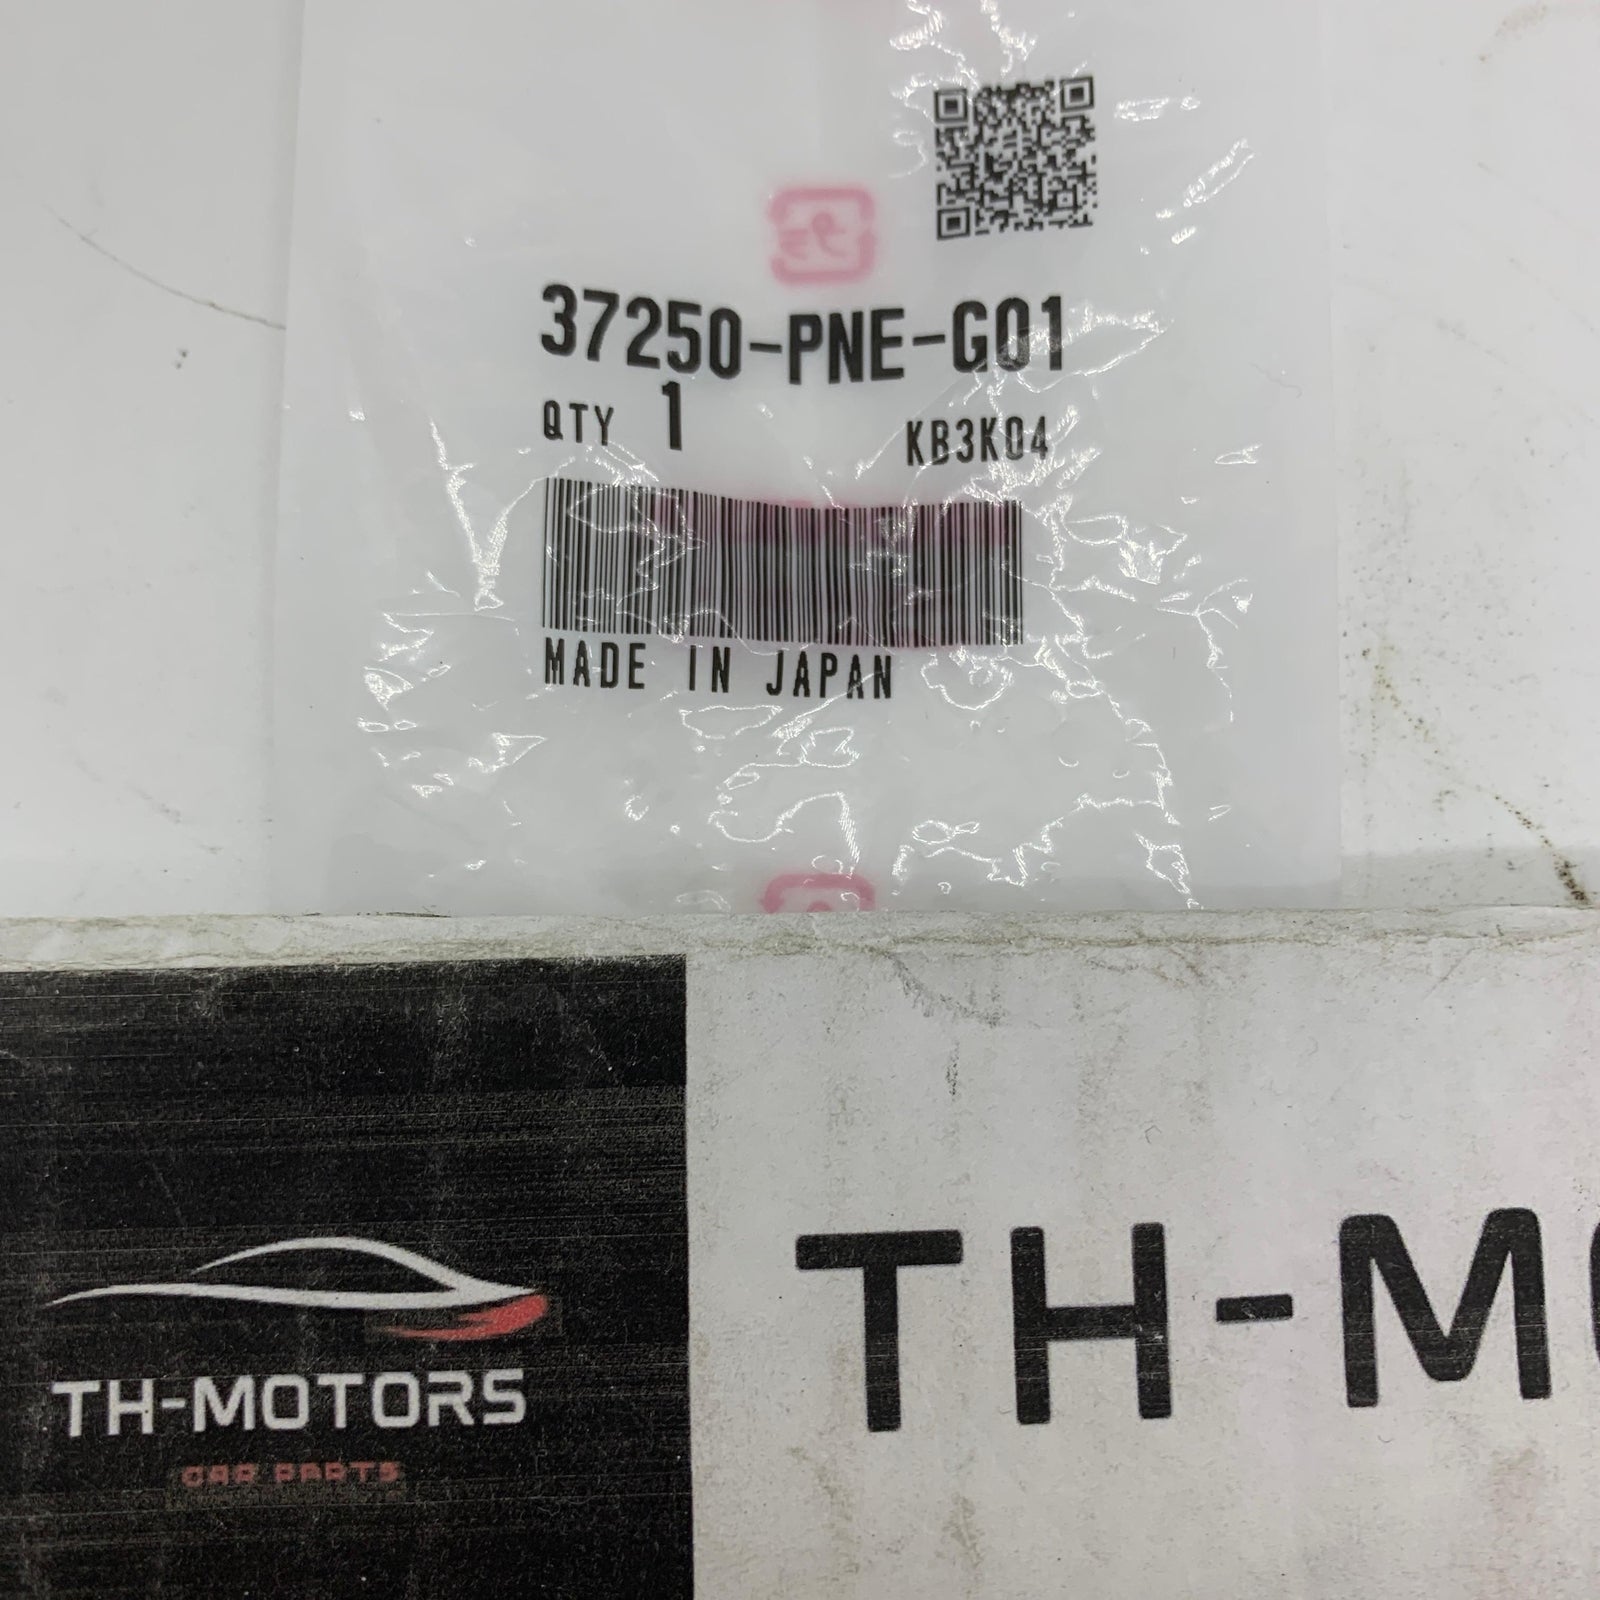 37250-PNE-G01
QTY 1 KB3K04
MADE IN JAPAN
TH-MOTORS
CAR PARTS
TH-M